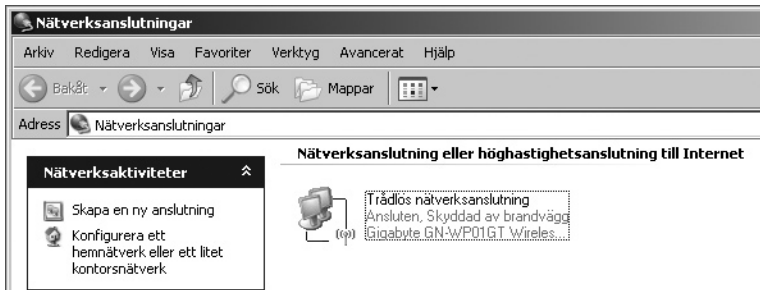 Nätverksanslutningar
Arkiv Redigera Visa Favoriter Verktyg Avancerat Hjälp
Bakåt Sök Mappar
Adress Nätverksanslutningar
Nätverksaktiviteter
Skapa en ny anslutning
Konfigurera ett
hemnätverk eller ett litet
kontorsnätverk
Nätverksanslutning eller höghastighetsanslutning till Internet
Trådlös nätverksanslutning
Ansluten, Skyddad av brandvägg
Gigabyte GN-WP01GT Wireles...